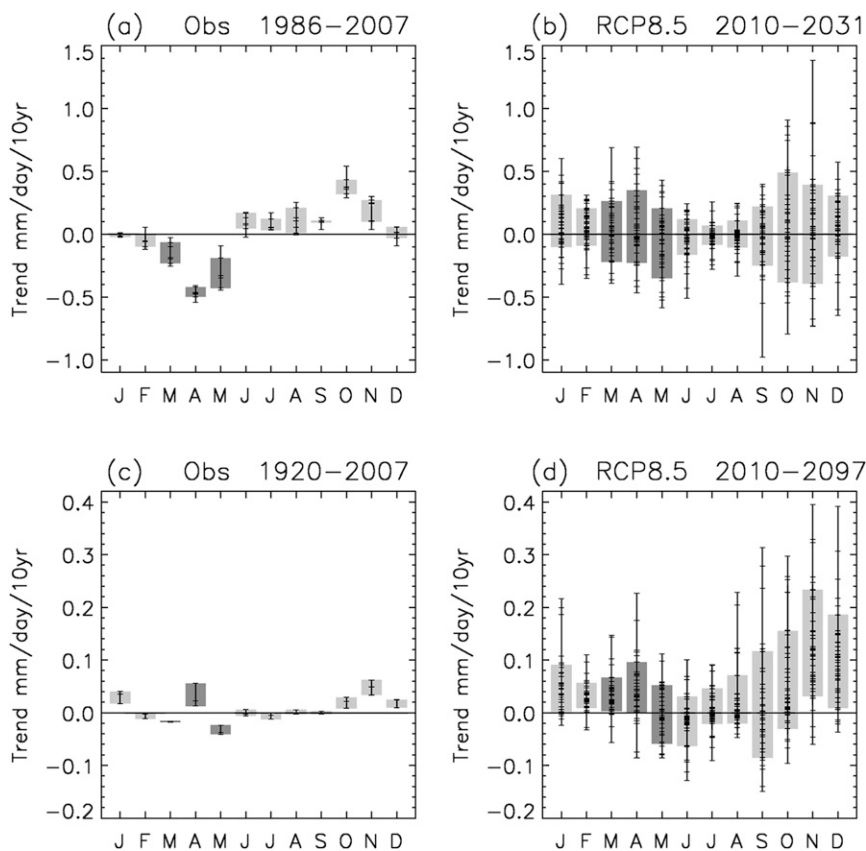 (a) Obs 1986–2007
(b) RCP8.5 2010–2031
Trend mm/day/10yr
1.5
1.0
0.5
0.0
−0.5
−1.0
J F M A M J J A S O N D
Trend mm/day/10yr
1.5
1.0
0.5
0.0
−0.5
−1.0
J F M A M J J A S O N D
(c) Obs 1920–2007
(d) RCP8.5 2010–2097
Trend mm/day/10yr
0.4
0.3
0.2
0.1
0.0
−0.1
−0.2
J F M A M J J A S O N D
Trend mm/day/10yr
0.4
0.3
0.2
0.1
0.0
−0.1
−0.2
J F M A M J J A S O N D